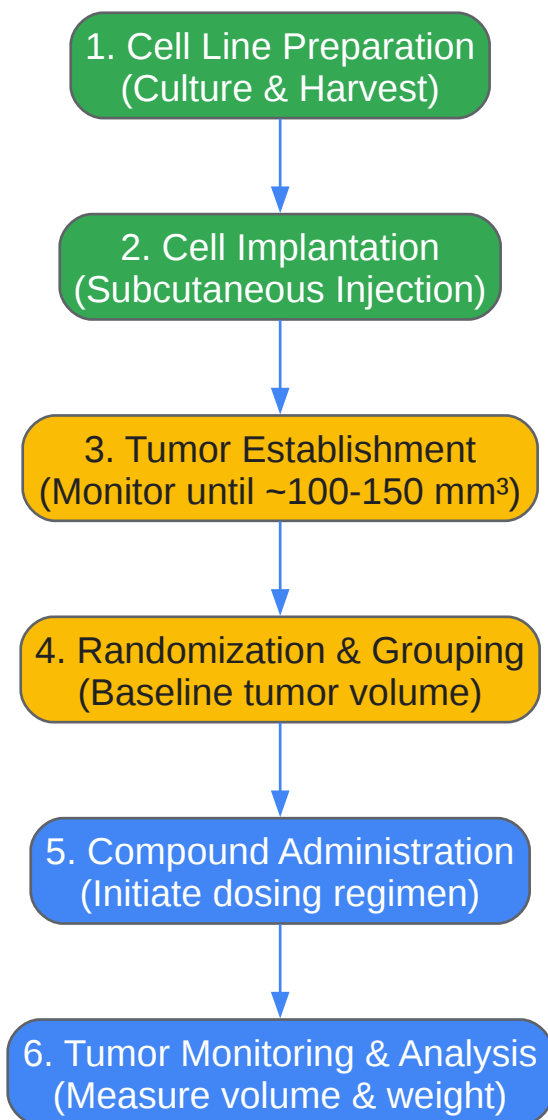 1. Cell Line Preparation
(Culture & Harvest)
2. Cell Implantation
(Subcutaneous Injection)
3. Tumor Establishment
(Monitor until ~100-150 mm³)
4. Randomization & Grouping
(Baseline tumor volume)
5. Compound Administration
(Initiate dosing regimen)
6. Tumor Monitoring & Analysis
(Measure volume & weight)